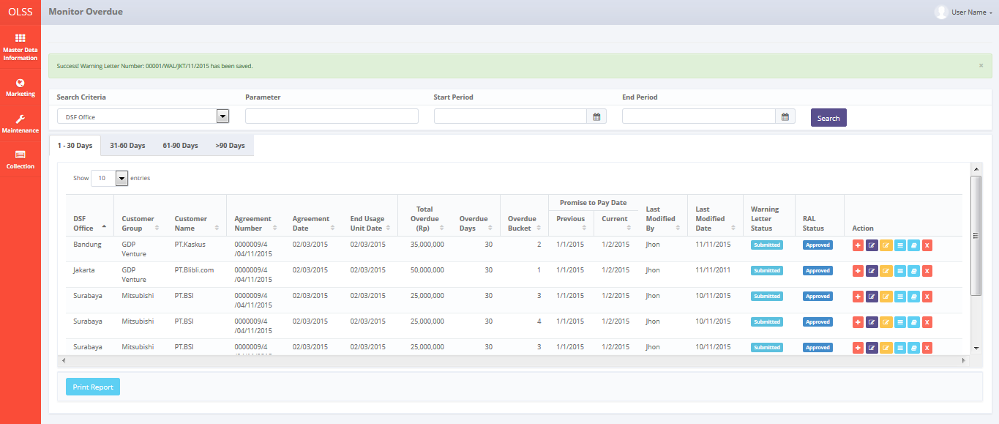 OLSS
Monitor Overdue
User Name
Master Data
Information
Marketing
Maintenance
Collection
Success! Warning Letter Number: 00001/WAL/JKT/11/2015 has been saved.
×
Search Criteria Parameter Start Period End Period
DSF Office
Search
1 - 30 Days 31-60 Days 61-90 Days >90 Days
Show 10 entries
Promise to Pay Date
DSF Office Customer Group Customer Name Agreement Number Agreement Date End Usage Unit Date Total Overdue (Rp) Overdue Days Overdue Bucket Previous Current Last Modified By Last Modified Date Warning Letter Status RAL Status Action
Bandung GDP Venture PT.Kaskus 0000009/4 /04/11/2015 02/03/2015 02/03/2015 35,000,000 30 2 1/1/2015 1/2/2015 Jhon 11/11/2015 Submitted Approved X
Jakarta GDP Venture PT.Blibli.com 0000009/4 /04/11/2015 02/03/2015 02/03/2015 50,000,000 30 1 1/1/2015 1/2/2015 Jhon 11/11/2011 Submitted Approved X
Surabaya Mitsubishi PT.BSI 0000009/4 /04/11/2015 02/03/2015 02/03/2015 25,000,000 30 3 1/1/2015 1/2/2015 Jhon 10/11/2015 Submitted Approved X
Surabaya Mitsubishi PT.BSI 0000009/4 /04/11/2015 02/03/2015 02/03/2015 25,000,000 30 4 1/1/2015 1/2/2015 Jhon 10/11/2015 Submitted Approved X
Surabaya Mitsubishi PT.BSI 0000009/4 02/03/2015 02/03/2015 25,000,000 30 3 1/1/2015 1/2/2015 Jhon 10/11/2015 Submitted Approved X
Print Report